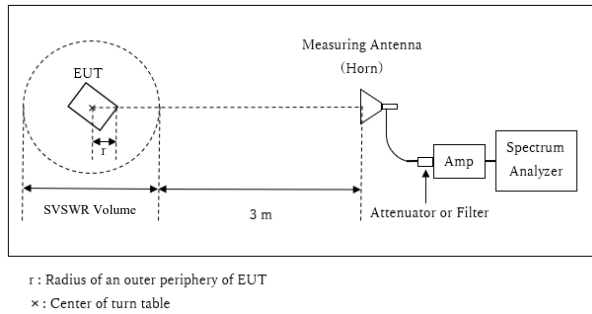 Measuring Antenna
(Horn)
EUT
r
Amp
Spectrum
Analyzer
SVSWR Volume
3 m
Attenuator or Filter
r : Radius of an outer periphery of EUT
× : Center of turn table